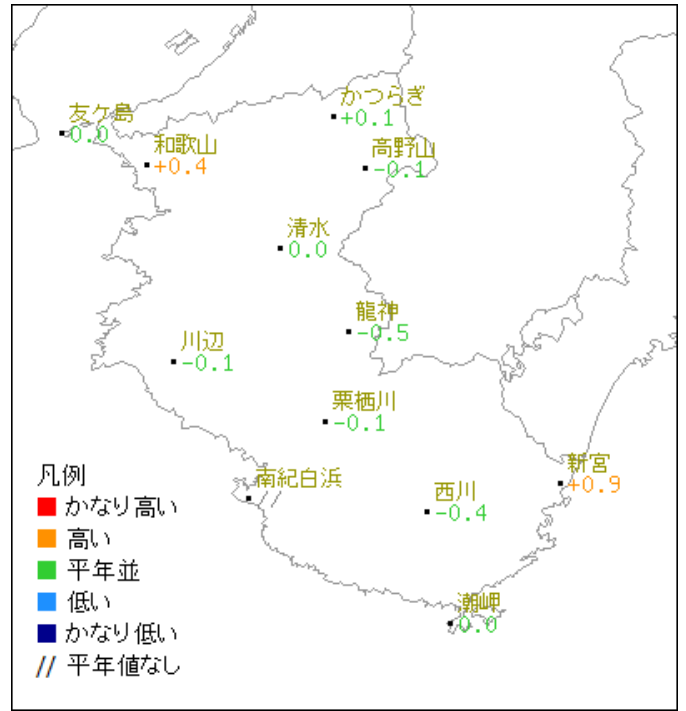 かつらぎ
+0.1
友ケ島
0.0
和歌山
+0.4
高野山
-0.1
清水
0.0
龍神
-0.5
川辺
-0.1
栗栖川
-0.1
新宮
+0.9
南紀白浜
//
西川
-0.4
潮岬
0.0
凡例
かなり高い
高い
平年並
低い
かなり低い
// 平年値なし